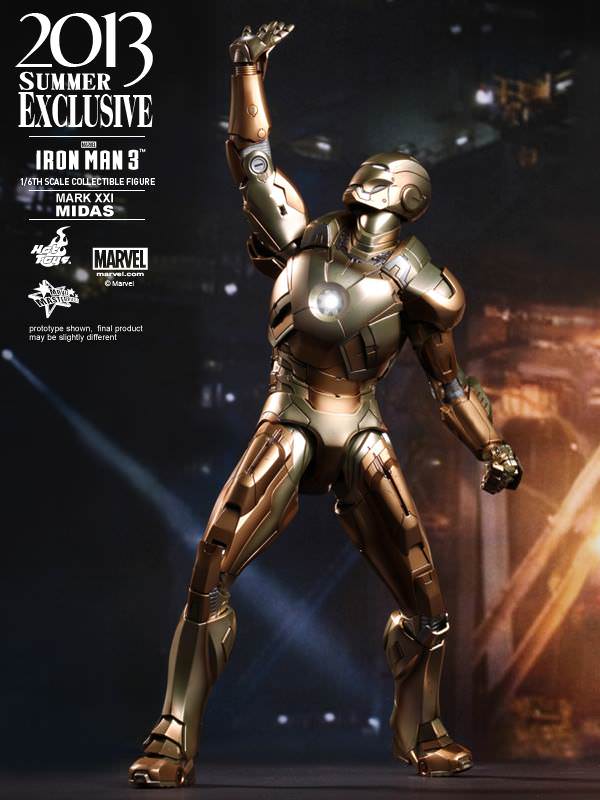 2013
SUMMER
EXCLUSIVE
MARVEL
IRON MAN 3™
1/6TH SCALE COLLECTIBLE FIGURE
MARK XXI
MIDAS
Hot Toys.
MARVEL
marvel.com
© Marvel
MOVIE MASTERPIECE
prototype shown, final product
may be slightly different